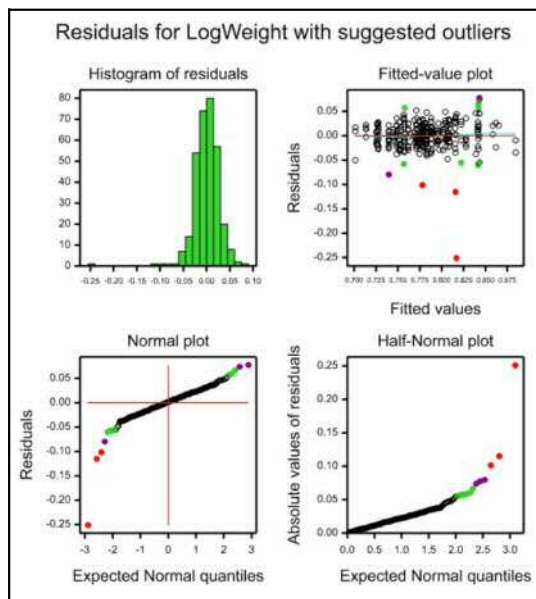 Residuals for LogWeight with suggested outliers
Histogram of residuals
80
70
60
50
40
30
20
10
0
-0.25 -0.20 -0.15 -0.10 -0.05 0.00 0.05 0.10
Fitted-value plot
Residuals
0.05
0.00
-0.05
-0.10
-0.15
-0.20
-0.25
0.700 0.725 0.750 0.775 0.800 0.825 0.850 0.875
Fitted values
Normal plot
Residuals
0.05
0.00
-0.05
-0.10
-0.15
-0.20
-0.25
-3 -2 -1 0 1 2 3
Expected Normal quantiles
Half-Normal plot
Absolute values of residuals
0.25
0.20
0.15
0.10
0.05
0.00
0.0 0.5 1.0 1.5 2.0 2.5 3.0
Expected Normal quantiles